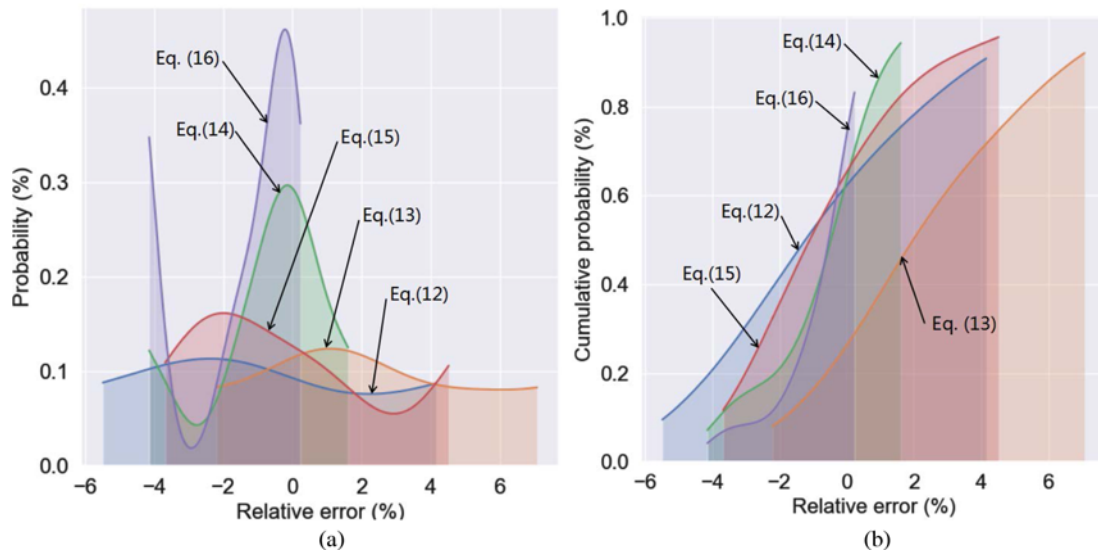 Probability (%)
0.4
0.3
0.2
0.1
0.0
Eq. (16)
Eq.(14)
Eq.(15)
Eq.(13)
Eq.(12)
−6
−4
−2
0
2
4
6
Relative error (%)
(a)
Cumulative probability (%)
1.0
0.8
0.6
0.4
0.2
0.0
Eq.(14)
Eq.(16)
Eq.(12)
Eq.(15)
Eq. (13)
−6
−4
−2
0
2
4
6
Relative error (%)
(b)